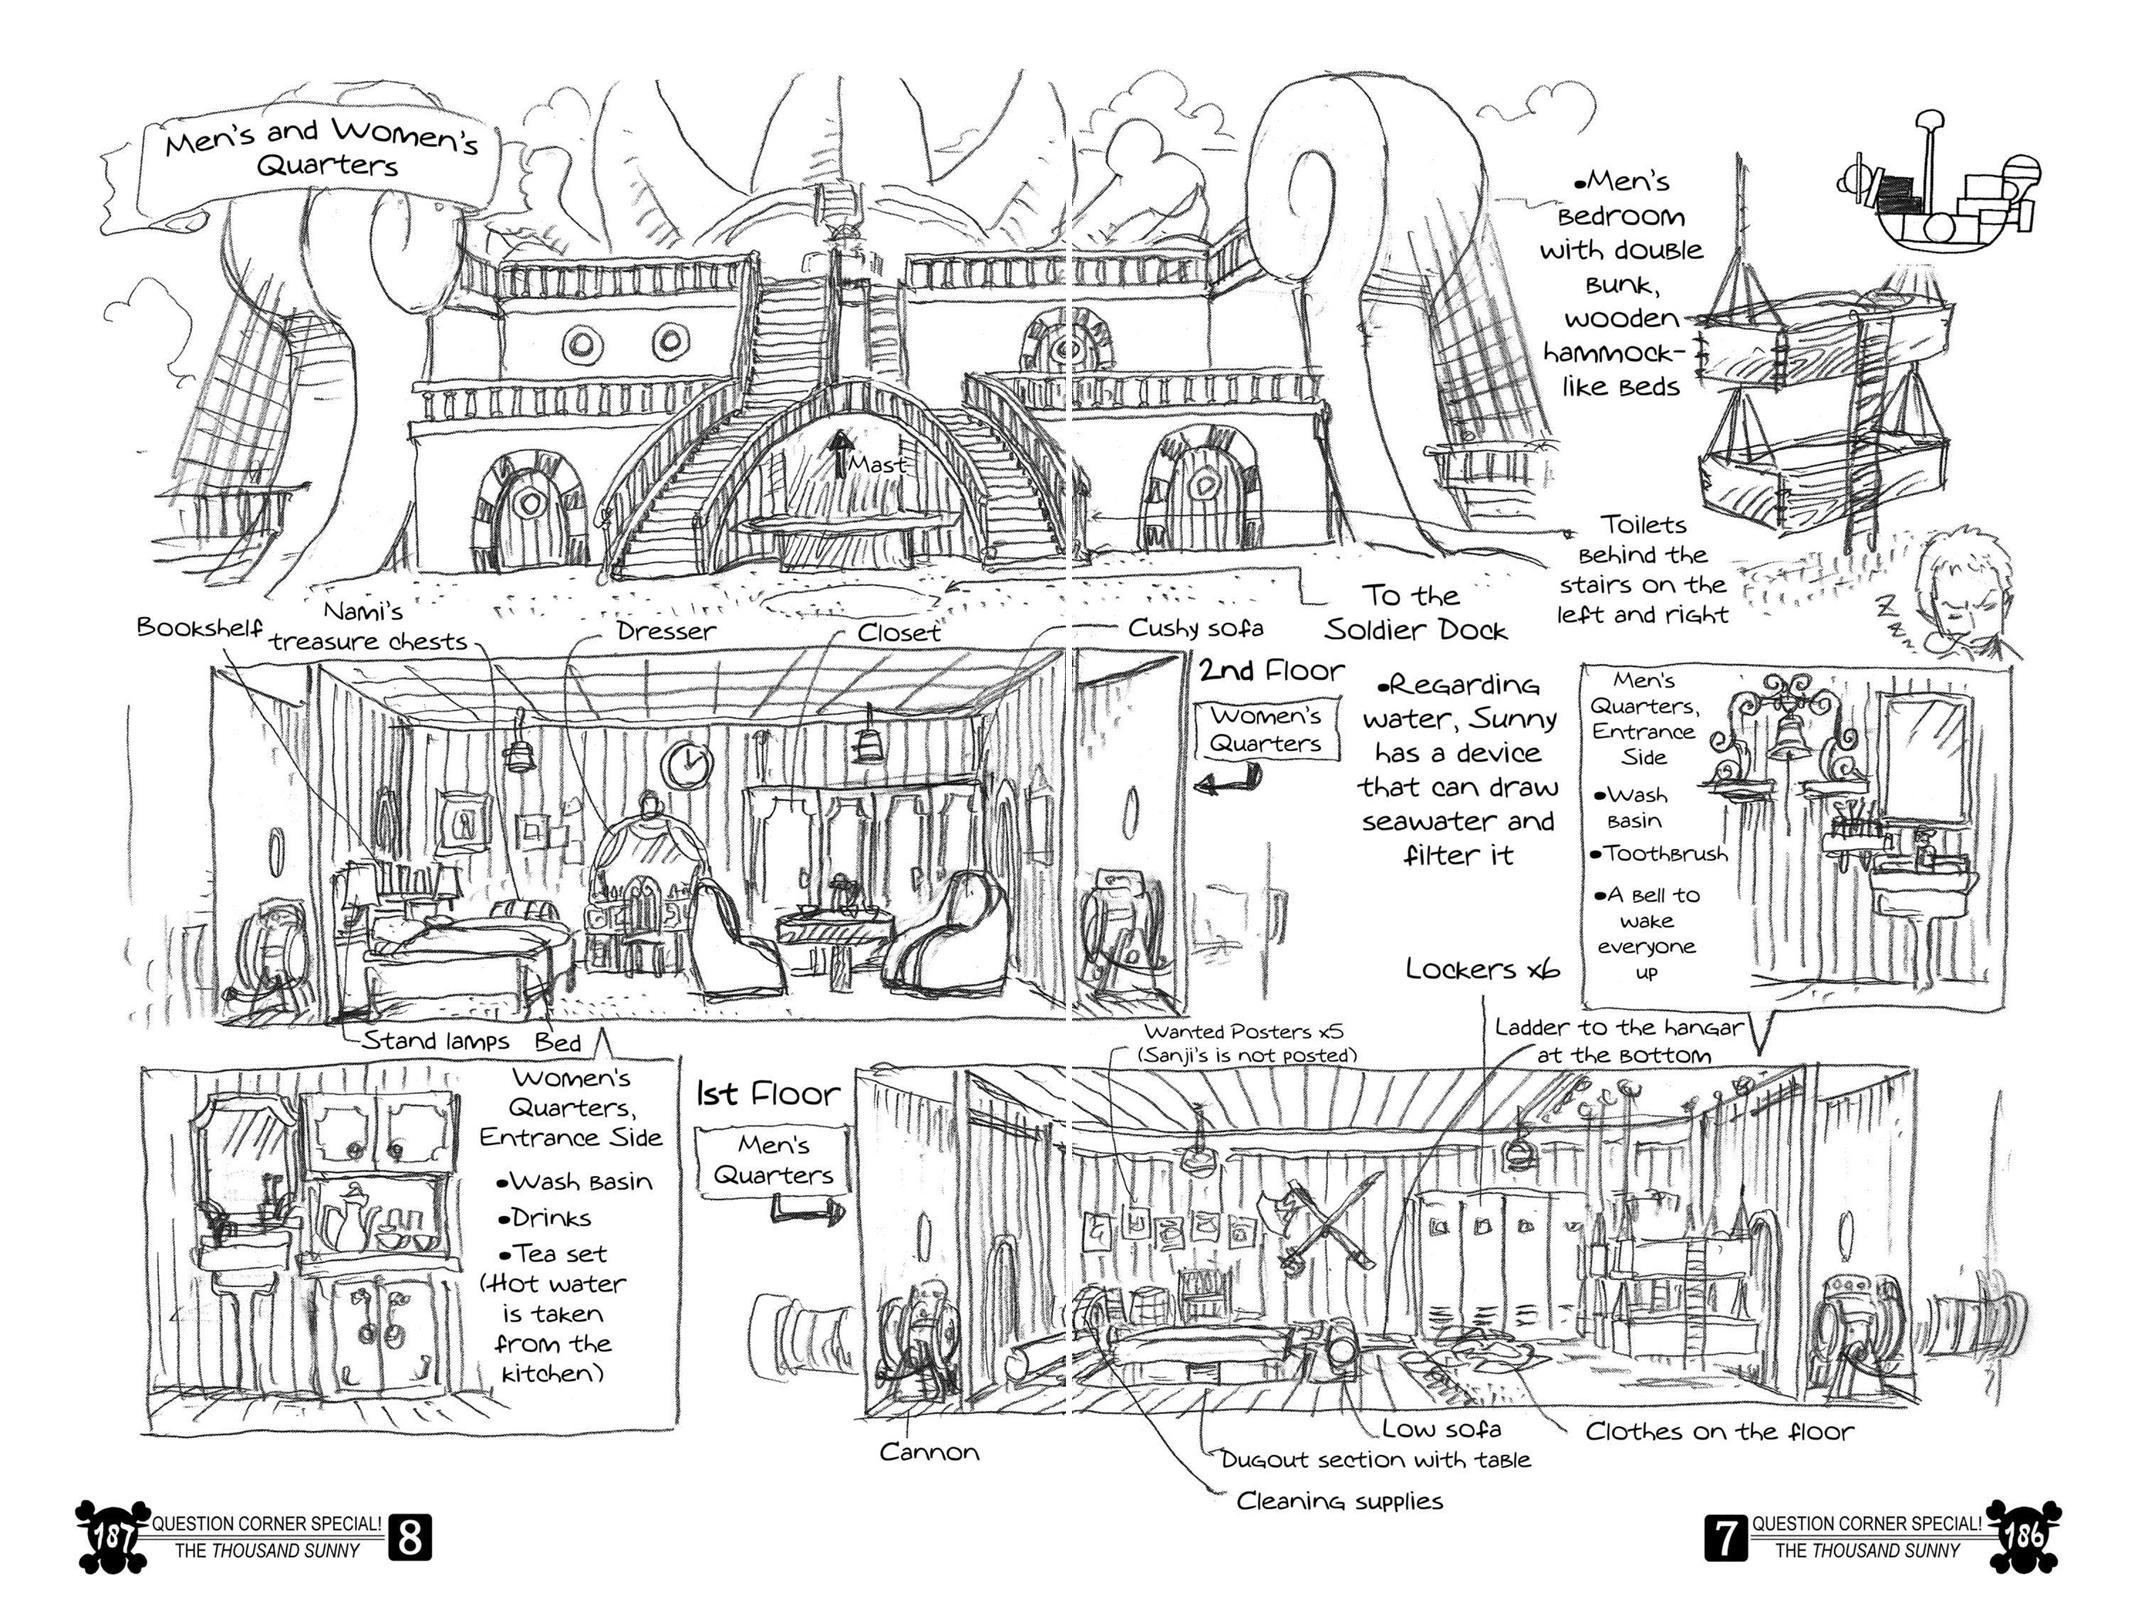 Men's and Women's
Quarters
•Men's
Bedroom
with double
bunk,
wooden
hammock-
like beds
Mast
Toilets
behind the
stairs on the
left and right
To the
Soldier Dock
Z
Z
Z
Bookshelf
Nami's
treasure chests
Dresser
Closet
Cushy sofa
2nd Floor
Women's
Quarters
•Regarding
water, Sunny
has a device
that can draw
seawater and
filter it
Men's
Quarters,
Entrance
Side
•Wash
basin
•Toothbrush
•A bell to
wake
everyone
up
Stand lamps
Bed
Women's
Quarters,
Entrance Side
•Wash basin
•Drinks
•Tea set
(Hot water
is taken
from the
kitchen)
1st Floor
Men's
Quarters
Wanted Posters x5
(Sanji's is not posted)
Lockers x6
Ladder to the hangar
at the bottom
Cannon
Low sofa
Clothes on the floor
Dugout section with table
Cleaning supplies
187
QUESTION CORNER SPECIAL!
THE THOUSAND SUNNY
8
7
QUESTION CORNER SPECIAL!
THE THOUSAND SUNNY
186